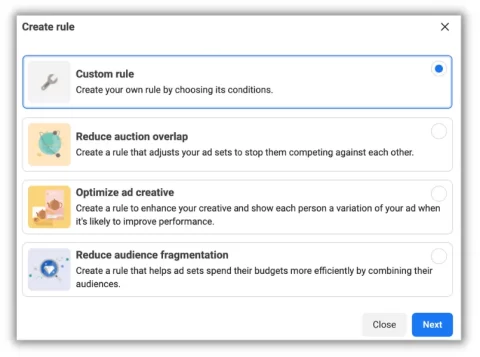 Create rule
Custom rule
Create your own rule by choosing its conditions.
Reduce auction overlap
Create a rule that adjusts your ad sets to stop them competing against each other.
Optimize ad creative
Create a rule to enhance your creative and show each person a variation of your ad when
it's likely to improve performance.
Reduce audience fragmentation
Create a rule that helps ad sets spend their budgets more efficiently by combining their
audiences.
Close
Next